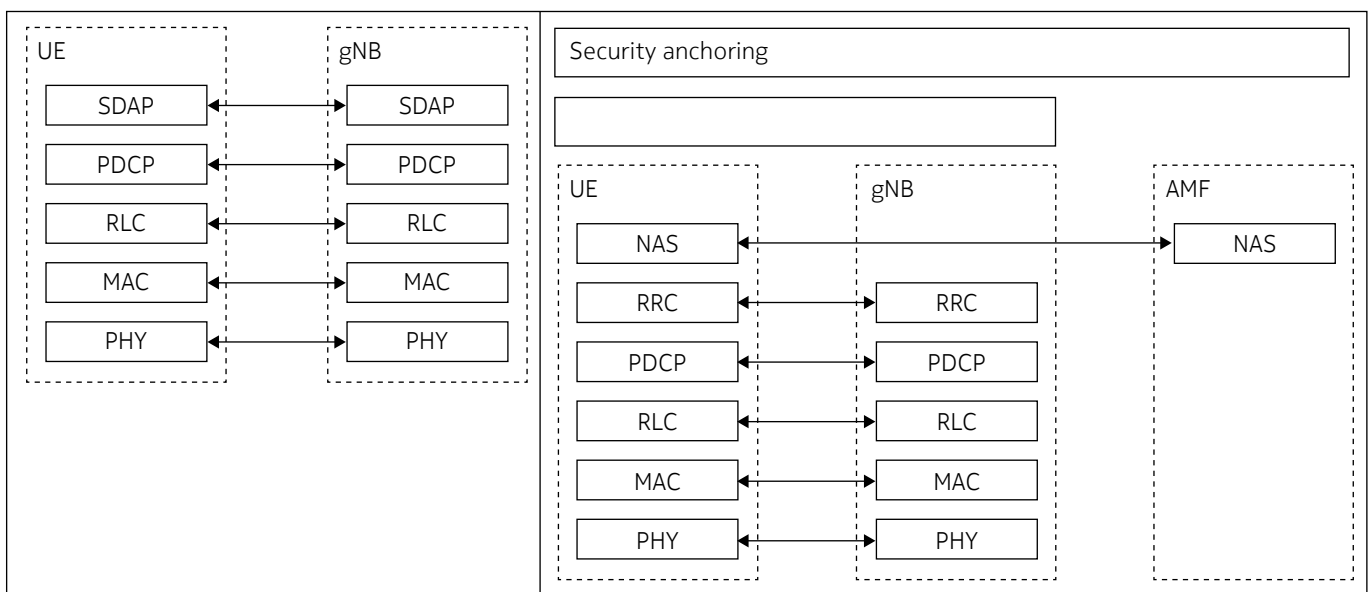 UE
gNB
SDAP
SDAP
PDCP
PDCP
RLC
RLC
MAC
MAC
PHY
PHY
Security anchoring
UE
gNB
AMF
NAS
NAS
RRC
RRC
PDCP
PDCP
RLC
RLC
MAC
MAC
PHY
PHY